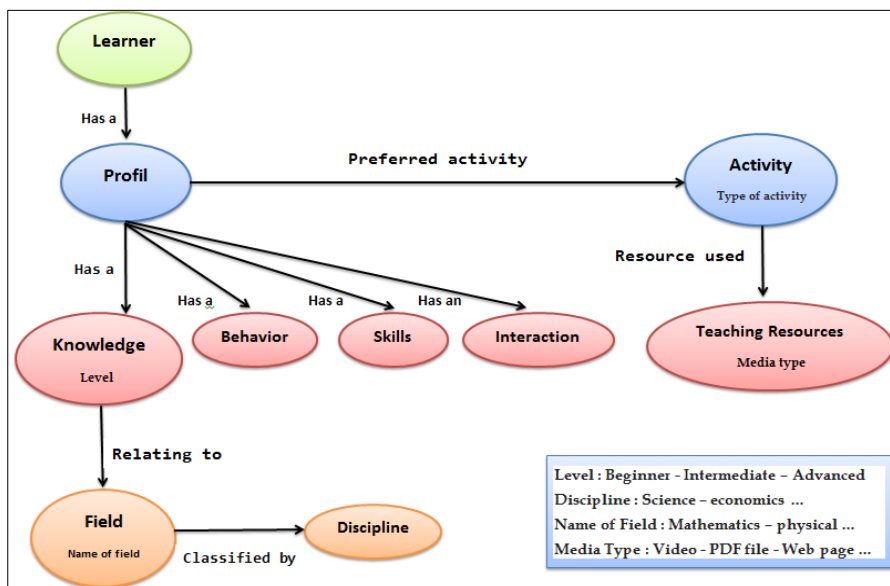 Learner
Has a
Profil
Preferred activity
Activity
Type of activity
Has a
Has a
Has a
Has an
Resource used
Knowledge
Level
Behavior
Skills
Interaction
Teaching Resources
Media type
Relating to
Field
Name of field
Classified by
Discipline
Level : Beginner - Intermediate – Advanced
Discipline : Science – economics ...
Name of Field : Mathematics – physical ...
Media Type : Video - PDF file - Web page ...